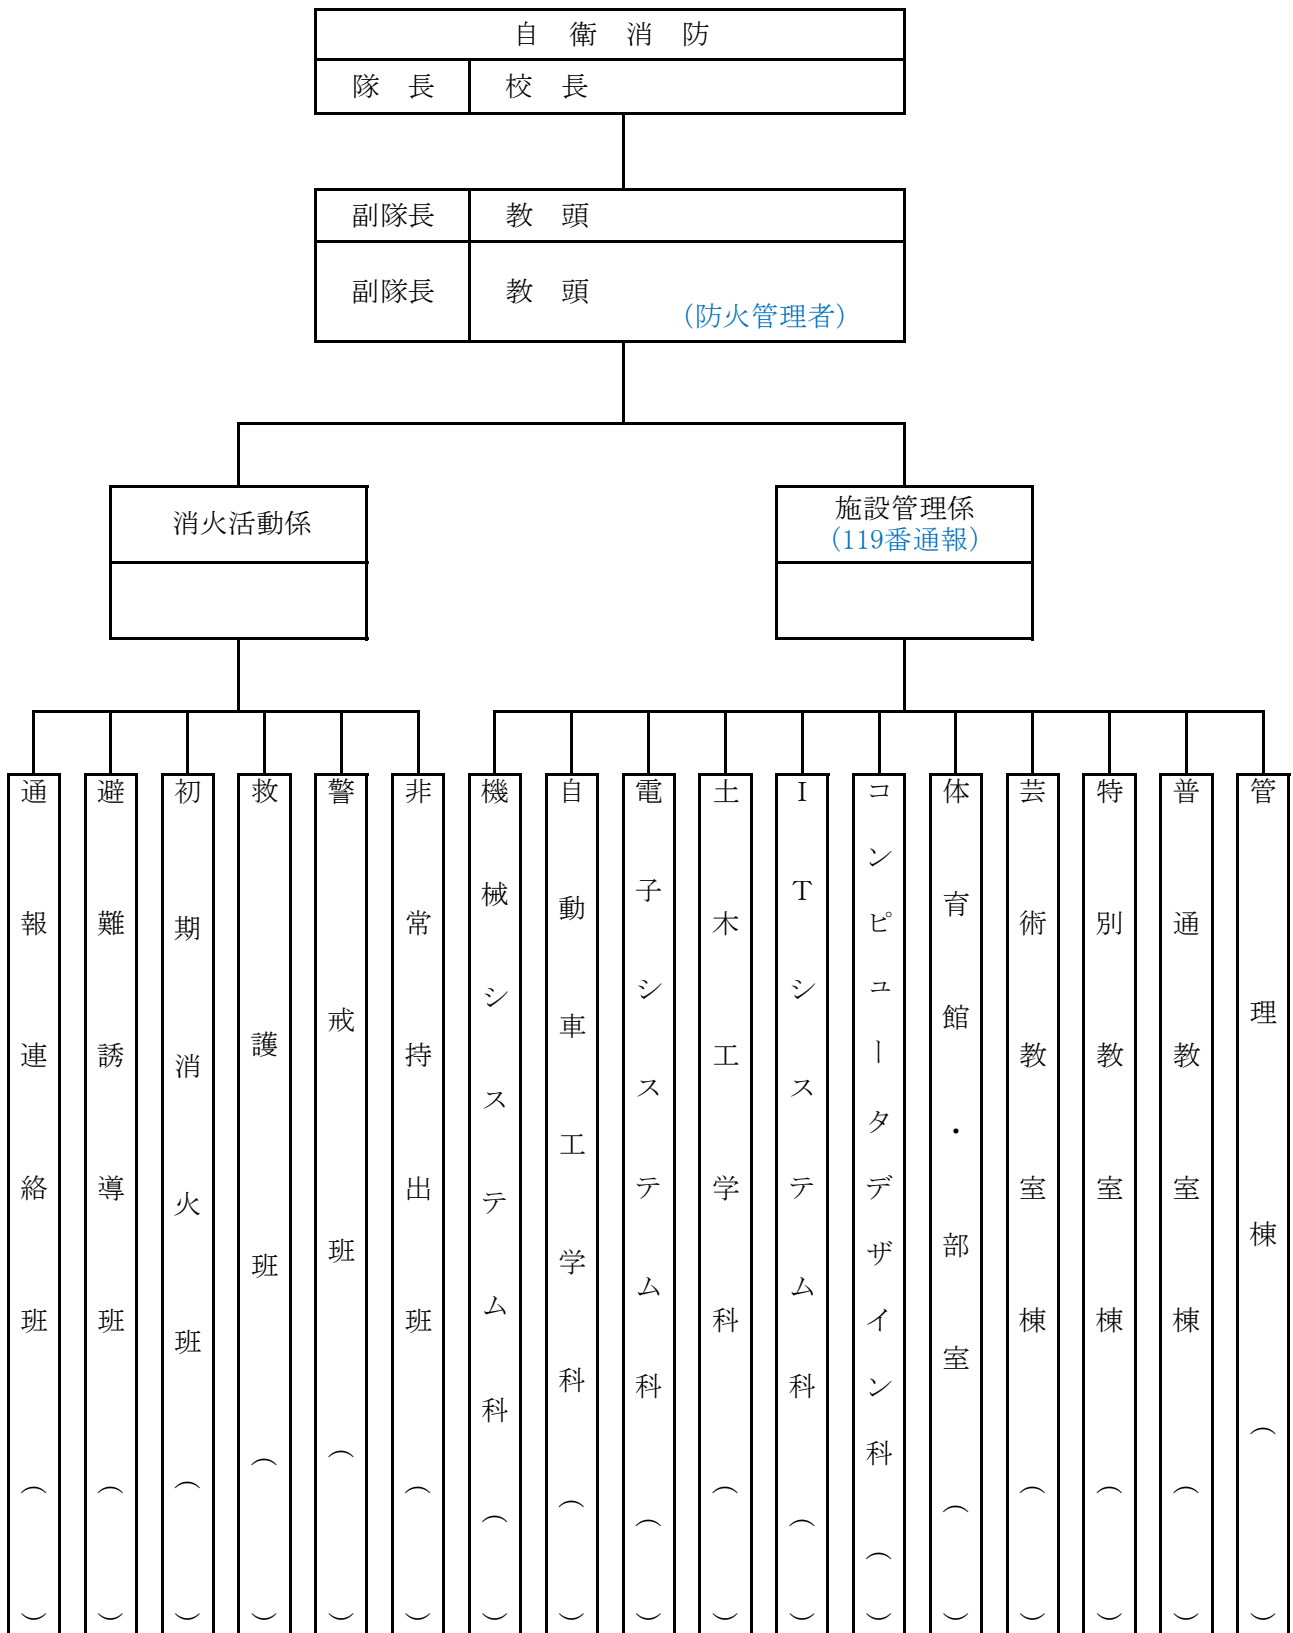 自衛消防
隊長 校長
副隊長 教頭
副隊長 教頭
(防火管理者)
消火活動係
施設管理係
(119番通報)
通報連絡班( )
避難誘導班( )
初期消火班( )
救護班( )
警戒班( )
非常持出班( )
機械システム科( )
自動車工学科( )
電子システム科( )
土木工学科( )
ITシステム科( )
コンピュータデザイン科( )
体育館・部室( )
芸術教室棟( )
特別教室棟( )
普通教室棟( )
管理棟( )